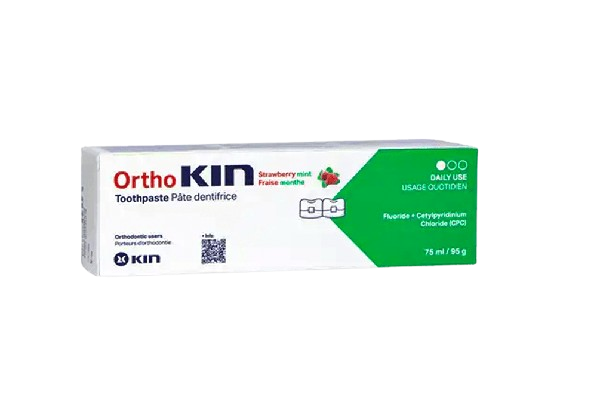 Ortho KIN
Toothpaste Pâte dentifrice
Strawberry mint
Fraise menthe
Orthodontic users
Porteurs d'orthodontie
KIN
+ Info
DAILY USE
USAGE QUOTIDIEN
Fluoride + Cetylpyridinium
Chloride (CPC)
75 ml / 95 g